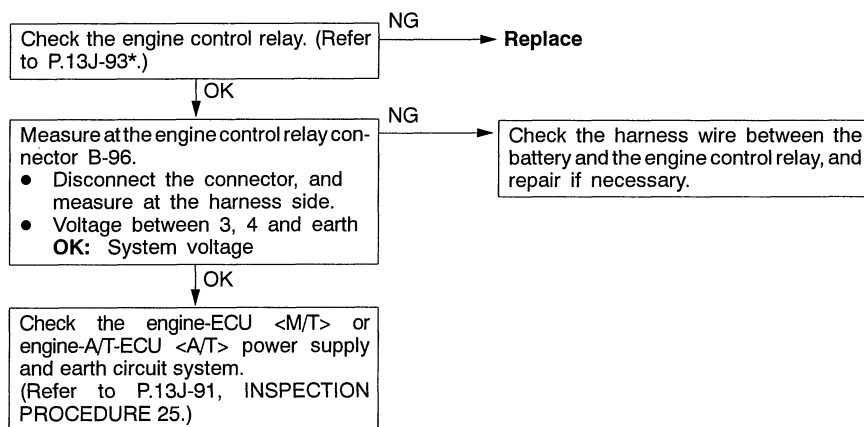 Check the engine control relay. (Refer
to P.13J-93*.)
NG
Replace
OK
Measure at the engine control relay con-
nector B-96.
● Disconnect the connector, and
measure at the harness side.
● Voltage between 3, 4 and earth
OK: System voltage
NG
Check the harness wire between the
battery and the engine control relay, and
repair if necessary.
OK
Check the engine-ECU <M/T> or
engine-A/T-ECU <A/T> power supply
and earth circuit system.
(Refer to P.13J-91, INSPECTION
PROCEDURE 25.)